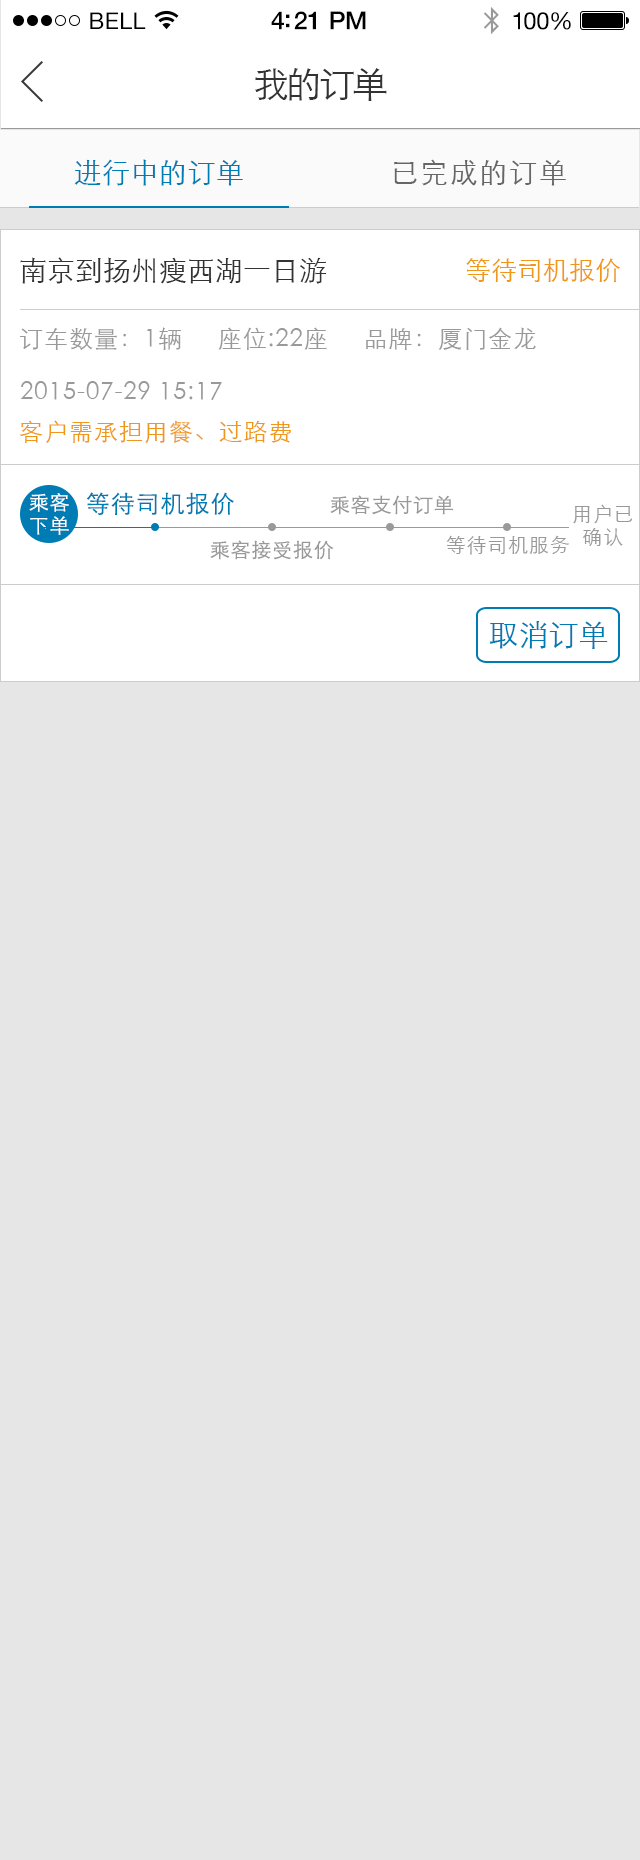 BELL 4:21 PM 100%
我的订单
进行中的订单 已完成的订单
南京到扬州瘦西湖一日游 等待司机报价
订车数量：1辆 座位:22座 品牌：厦门金龙
2015-07-29 15:17
客户需承担用餐、过路费
乘客
下单
等待司机报价
乘客接受报价
乘客支付订单
等待司机服务
用户已
确认
取消订单